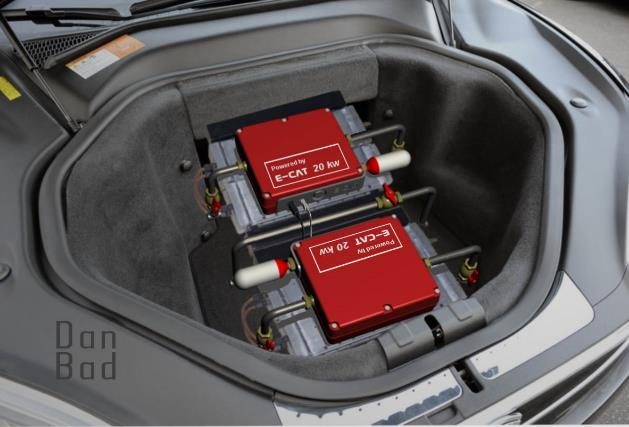 Powered by
E-CAT 20 kw
Powered by
E-CAT 20 kw
Dan
Bad